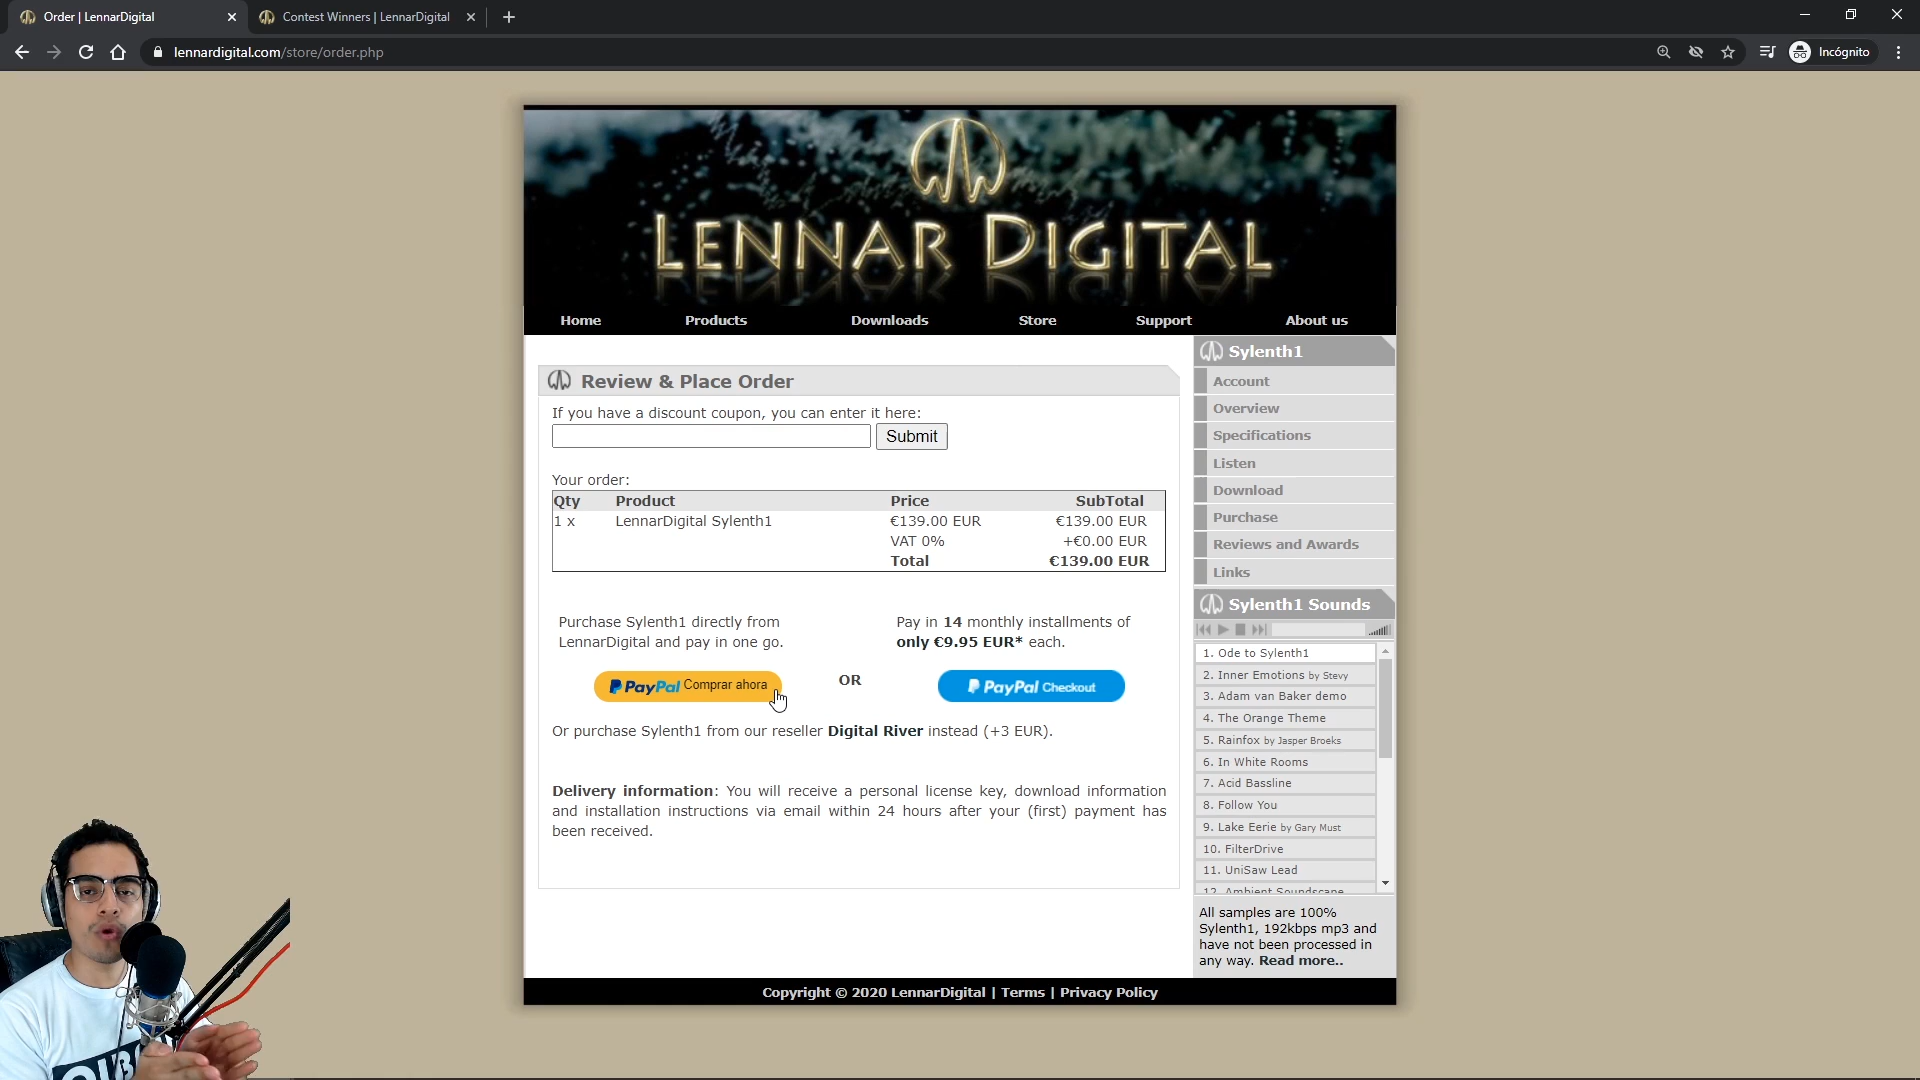 Order | LennarDigital
Contest Winners | LennarDigital
lennardigital.com/store/order.php
Incógnito
LENNAR DIGITAL
Home Products Downloads Store Support About us
Review & Place Order
If you have a discount coupon, you can enter it here:
Submit
Your order:
Qty Product Price SubTotal
1 x LennarDigital Sylenth1 €139.00 EUR €139.00 EUR
VAT 0% +€0.00 EUR
Total €139.00 EUR
Purchase Sylenth1 directly from
LennarDigital and pay in one go.
PayPal Comprar ahora
OR
Pay in 14 monthly installments of
only €9.95 EUR* each.
PayPal Checkout
Or purchase Sylenth1 from our reseller Digital River instead (+3 EUR).
Delivery information: You will receive a personal license key, download information
and installation instructions via email within 24 hours after your (first) payment has
been received.
Sylenth1
Account
Overview
Specifications
Listen
Download
Purchase
Reviews and Awards
Links
Sylenth1 Sounds
1. Ode to Sylenth1
2. Inner Emotions by Stevy
3. Adam van Baker demo
4. The Orange Theme
5. Rainfox by Jasper Broeks
6. In White Rooms
7. Acid Bassline
8. Follow You
9. Lake Eerie by Gary Must
10. FilterDrive
11. UniSaw Lead
12. Ambient Soundscape
All samples are 100%
Sylenth1, 192kbps mp3 and
have not been processed in
any way. Read more..
Copyright © 2020 LennarDigital | Terms | Privacy Policy